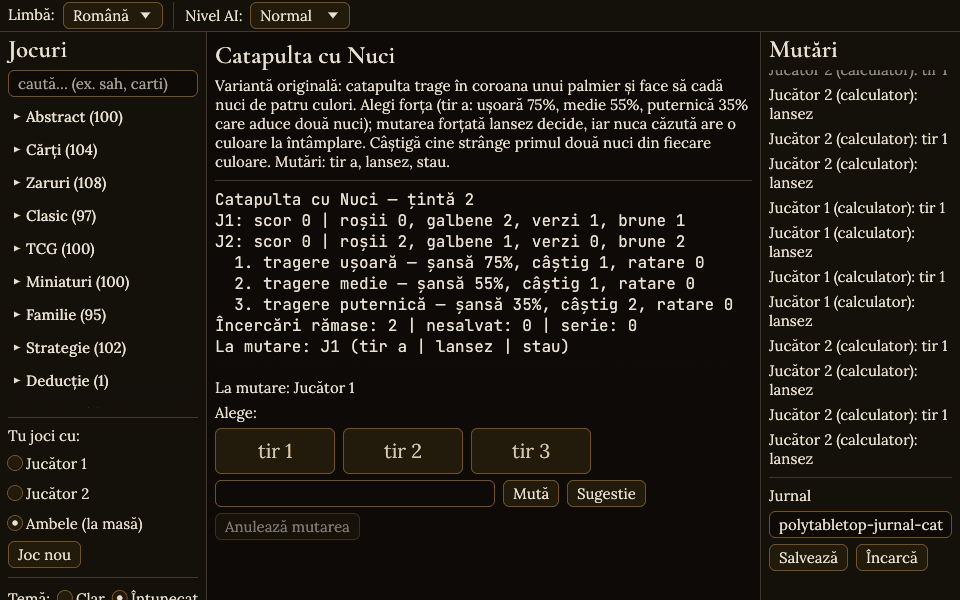 Limbă: Română ▼ Nivel AI: Normal ▼
Jocuri
caută... (ex. sah, carti)
▸ Abstract (100)
▸ Cărți (104)
▸ Zaruri (108)
▸ Clasic (97)
▸ TCG (100)
▸ Miniaturi (100)
▸ Familie (95)
▸ Strategie (102)
▸ Deducție (1)
Tu joci cu:
Jucător 1
Jucător 2
Ambele (la masă)
Joc nou
Temă: Clar Întunecat
Catapulta cu Nuci
Variantă originală: catapulta trage în coroana unui palmier și face să cadă
nuci de patru culori. Alegi forța (tir a: ușoară 75%, medie 55%, puternică 35%
care aduce două nuci); mutarea forțată lansez decide, iar nuca căzută are o
culoare la întâmplare. Câștigă cine strânge primul două nuci din fiecare
culoare. Mutări: tir a, lansez, stau.
Catapulta cu Nuci — țintă 2
J1: scor 0 | roșii 0, galbene 2, verzi 1, brune 1
J2: scor 0 | roșii 2, galbene 1, verzi 0, brune 2
1. tragere ușoară — șansă 75%, câștig 1, ratare 0
2. tragere medie — șansă 55%, câștig 1, ratare 0
3. tragere puternică — șansă 35%, câștig 2, ratare 0
Încercări rămase: 2 | nesalvat: 0 | serie: 0
La mutare: J1 (tir a | lansez | stau)
La mutare: Jucător 1
Alege:
tir 1 tir 2 tir 3
Mută Sugestie
Anulează mutarea
Mutări
Jucător 2 (calculator): tir 1
Jucător 2 (calculator):
lansez
Jucător 2 (calculator): tir 1
Jucător 2 (calculator):
lansez
Jucător 1 (calculator): tir 1
Jucător 1 (calculator):
lansez
Jucător 1 (calculator): tir 1
Jucător 1 (calculator):
lansez
Jucător 2 (calculator): tir 1
Jucător 2 (calculator):
lansez
Jucător 2 (calculator): tir 1
Jucător 2 (calculator):
lansez
Jurnal
polytabletop-jurnal-cat
Salvează Încarcă